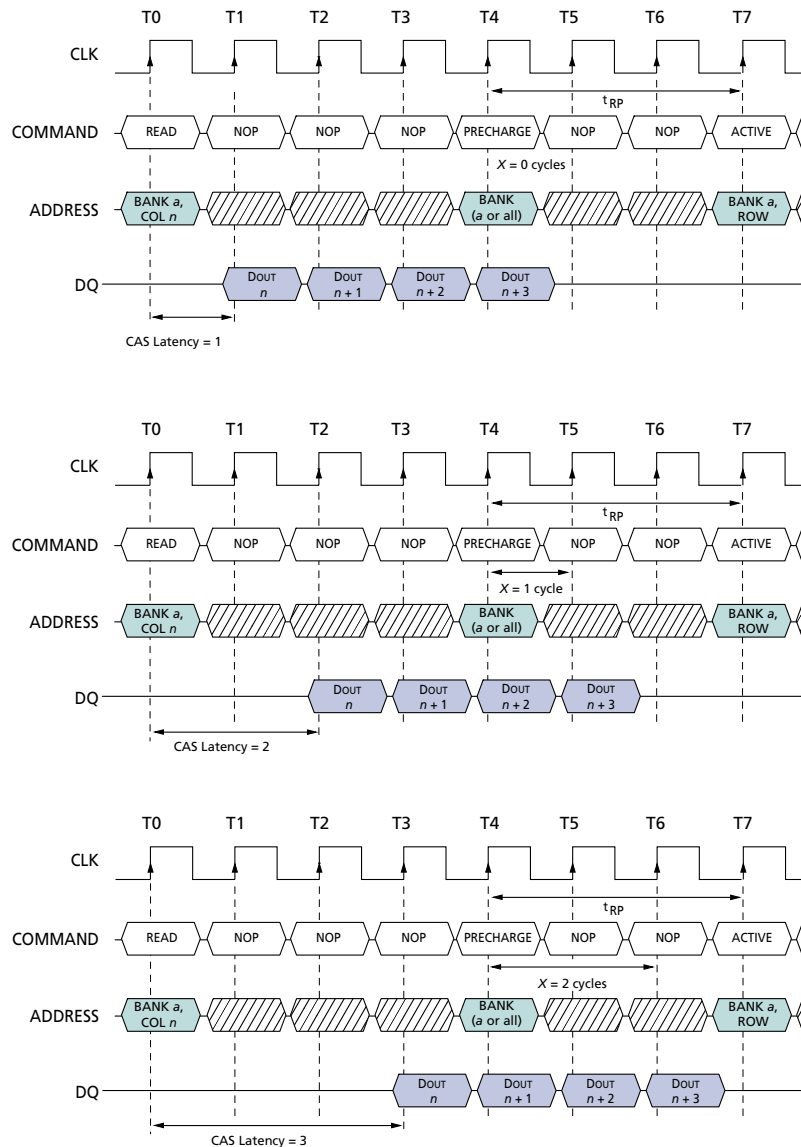 T0 T1 T2 T3 T4 T5 T6 T7
CLK
t RP
COMMAND READ NOP NOP NOP PRECHARGE NOP NOP ACTIVE
X = 0 cycles
ADDRESS BANK a, COL n BANK (a or all) BANK a, ROW
DQ DOUT n DOUT n + 1 DOUT n + 2 DOUT n + 3
CAS Latency = 1
T0 T1 T2 T3 T4 T5 T6 T7
CLK
t RP
COMMAND READ NOP NOP NOP PRECHARGE NOP NOP ACTIVE
X = 1 cycle
ADDRESS BANK a, COL n BANK (a or all) BANK a, ROW
DQ DOUT n DOUT n + 1 DOUT n + 2 DOUT n + 3
CAS Latency = 2
T0 T1 T2 T3 T4 T5 T6 T7
CLK
t RP
COMMAND READ NOP NOP NOP PRECHARGE NOP NOP ACTIVE
X = 2 cycles
ADDRESS BANK a, COL n BANK (a or all) BANK a, ROW
DQ DOUT n DOUT n + 1 DOUT n + 2 DOUT n + 3
CAS Latency = 3